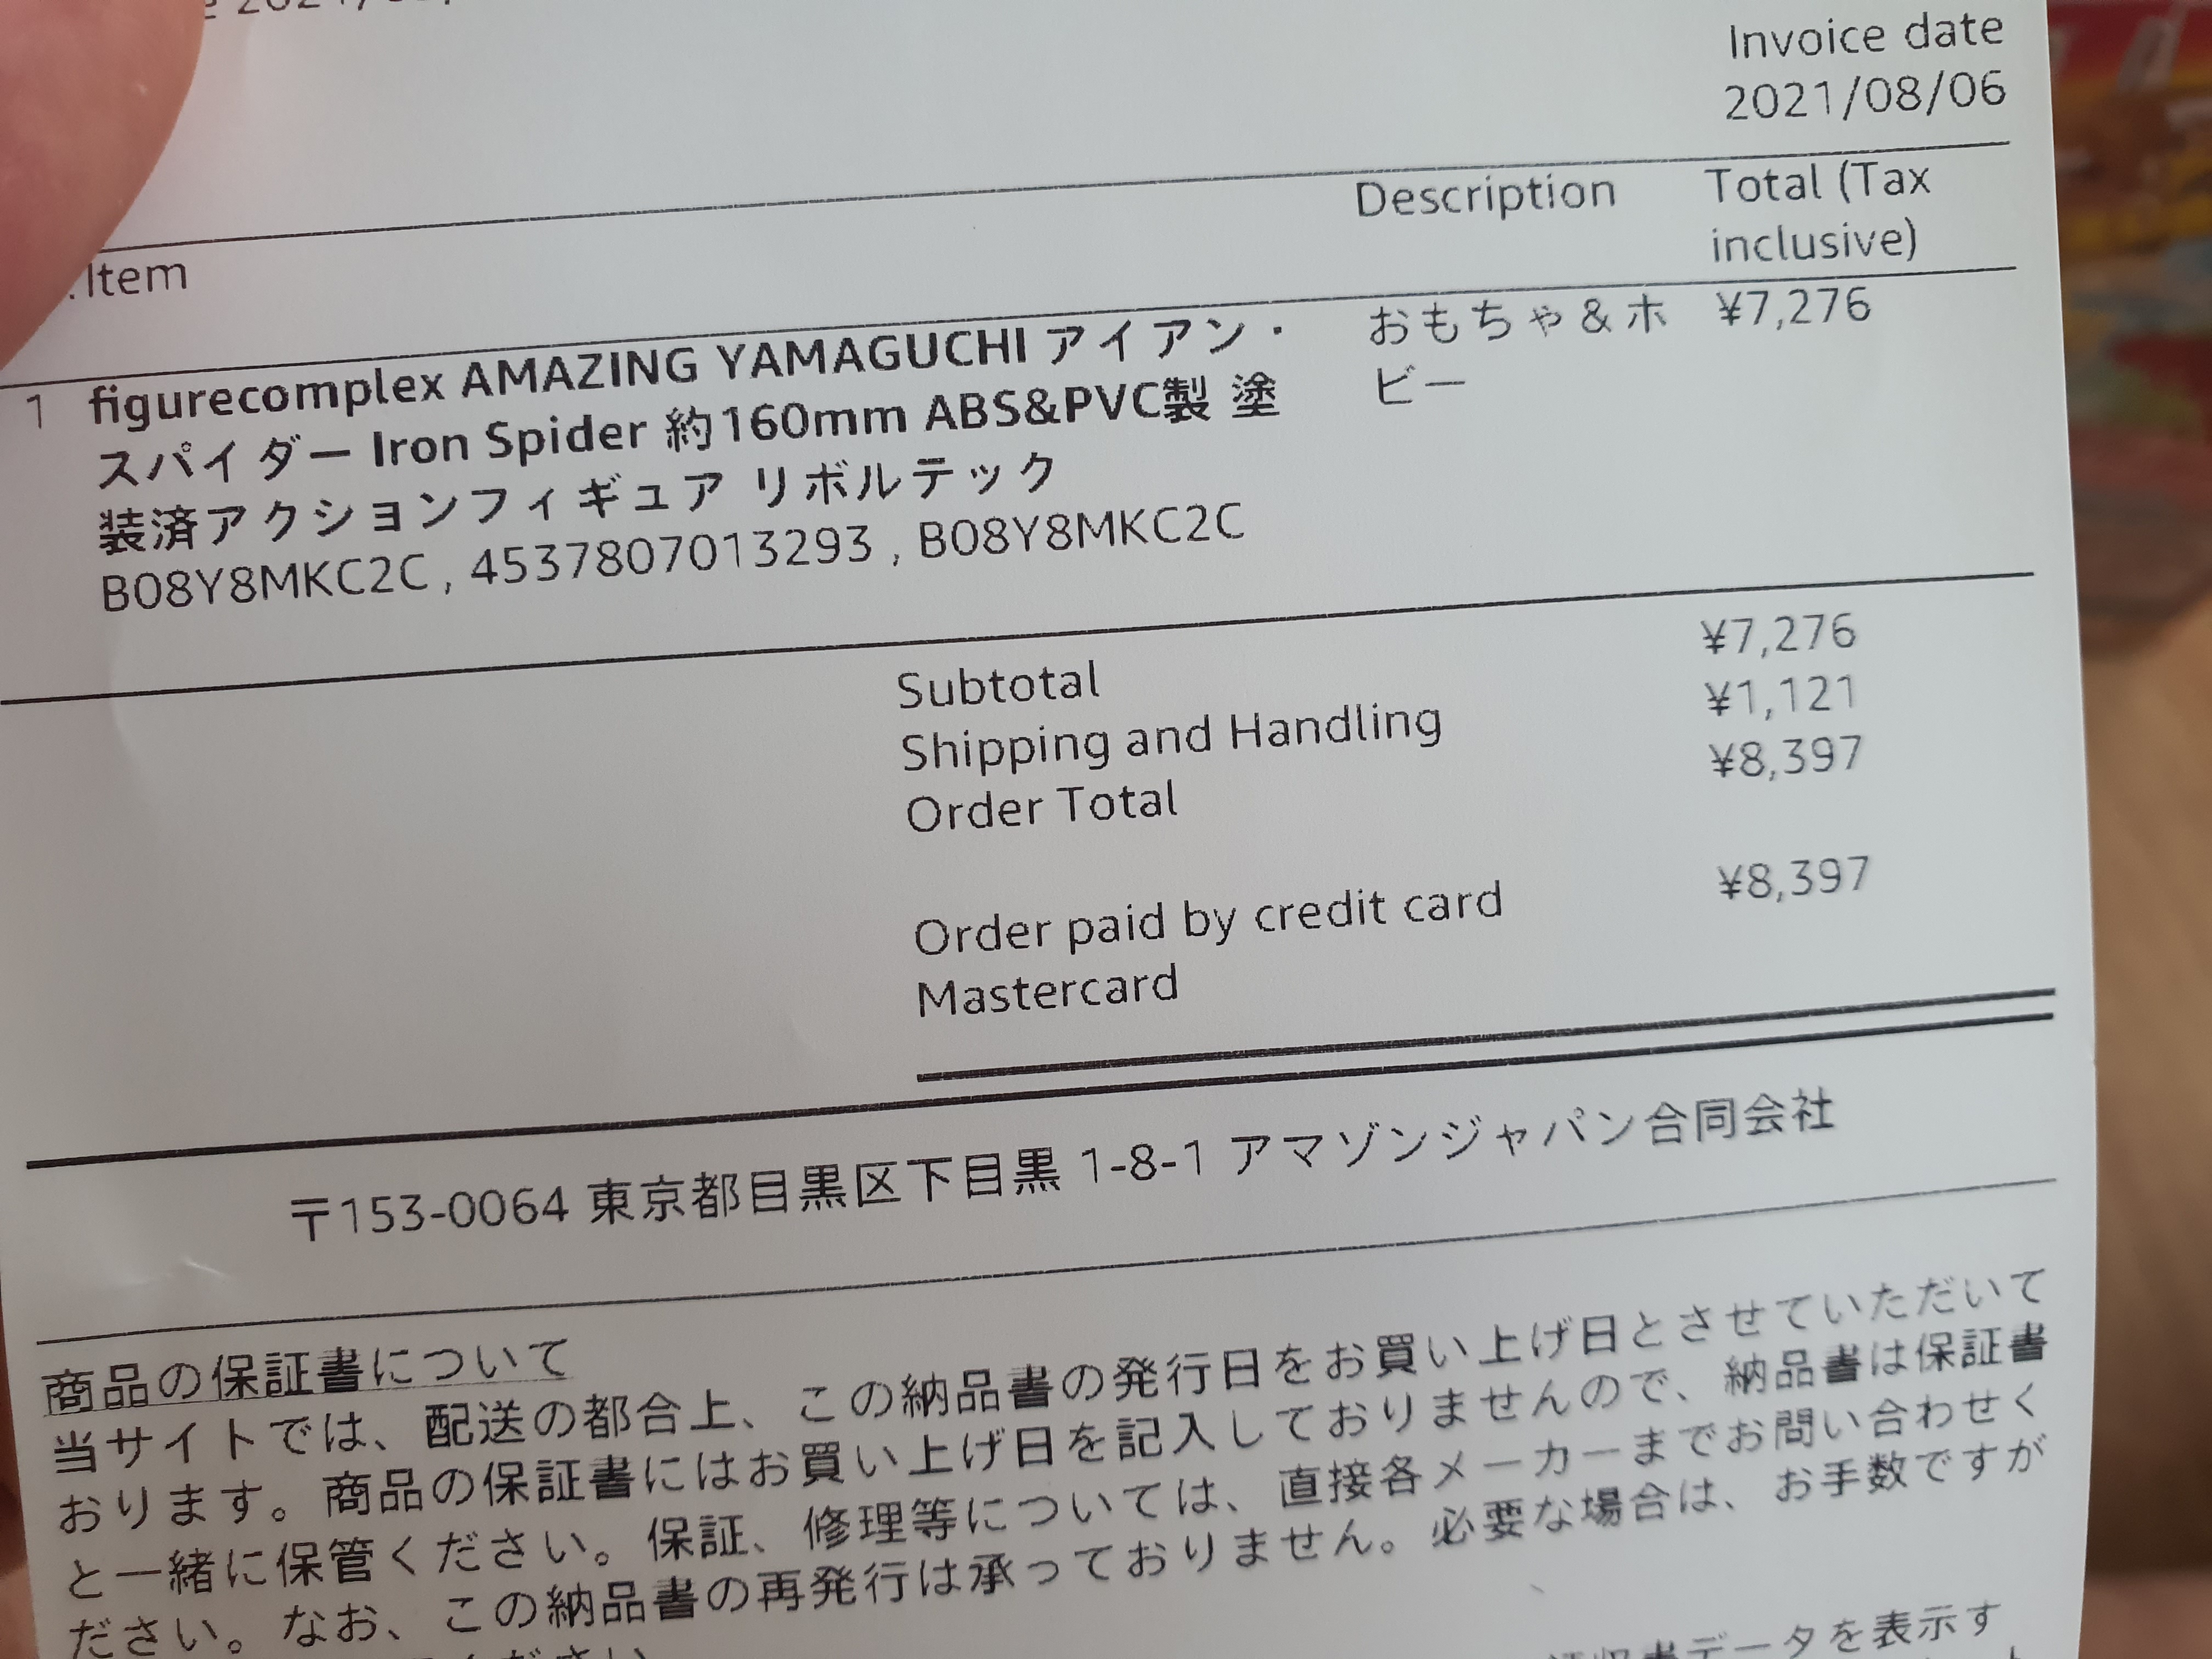 Invoice date
2021/08/06
Item
Description
Total (Tax
inclusive)
1 figurecomplex AMAZING YAMAGUCHI アイアン・
スパイダー Iron Spider 約160mm ABS&PVC製 塗
装済アクションフィギュア リボルテック
B08Y8MKC2C , 4537807013293 , B08Y8MKC2C
おもちゃ & ホ
ビー
¥7,276
Subtotal ¥7,276
Shipping and Handling ¥1,121
Order Total ¥8,397
Order paid by credit card ¥8,397
Mastercard
〒153-0064 東京都目黒区下目黒 1-8-1 アマゾンジャパン合同会社
商品の保証書について
当サイトでは、配送の都合上、この納品書の発行日をお買い上げ日とさせていただいて
おります。商品の保証書にはお買い上げ日を記入しておりませんので、納品書は保証書
と一緒に保管ください。保証、修理等については、直接各メーカーまでお問い合わせく
ださい。なお、この納品書の再発行は承っておりません。必要な場合は、お手数ですが
データを表示す